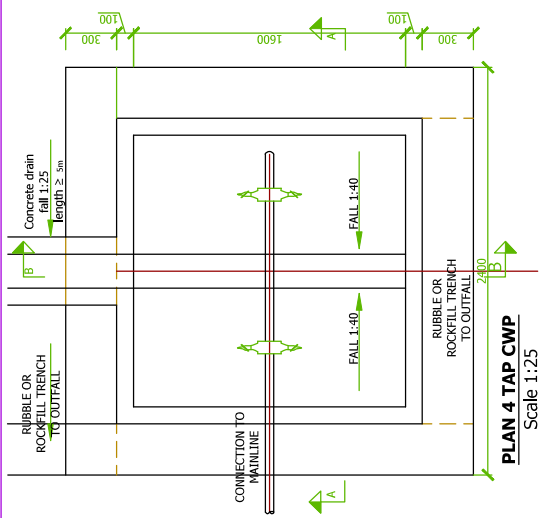 300
100
1600
100
300
A
Concrete drain
fall 1:25
length ≥ 5m
FALL 1:40
B
B
2400
RUBBLE OR
ROCKFILL TRENCH
TO OUTFALL
FALL 1:40
RUBBLE OR
ROCKFILL TRENCH
TO OUTFALL
CONNECTION TO
MAINLINE
A
PLAN 4 TAP CWP
Scale 1:25